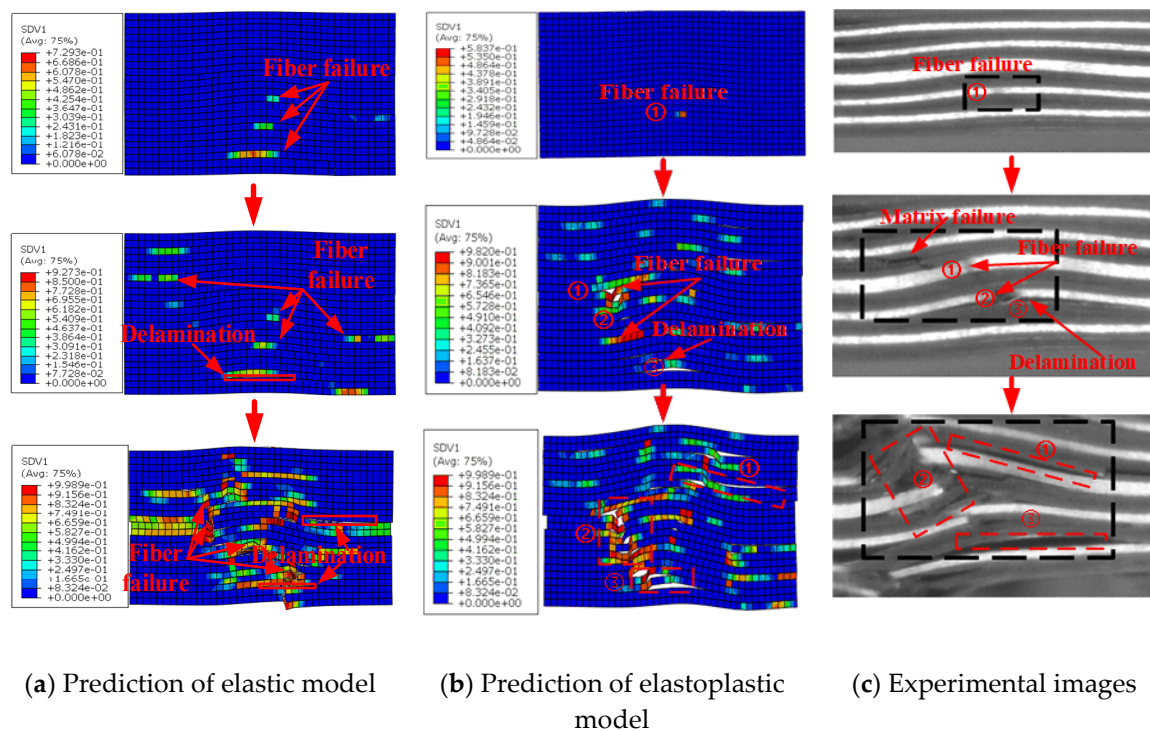 SDV1
(Avg: 75%)
+7.293e-01
+6.686e-01
+6.078e-01
+5.470e-01
+4.862e-01
+4.254e-01
+3.647e-01
+3.039e-01
+2.431e-01
+1.823e-01
+1.216e-01
+6.078e-02
+0.000e+00
Fiber failure
SDV1
(Avg: 75%)
+5.837e-01
+5.350e-01
+4.864e-01
+4.378e-01
+3.891e-01
+3.405e-01
+2.918e-01
+2.432e-01
+1.946e-01
+1.459e-01
+9.728e-02
+4.864e-02
+0.000e+00
Fiber failure
①
Fiber failure
①
SDV1
(Avg: 75%)
+9.273e-01
+8.500e-01
+7.728e-01
+6.955e-01
+6.182e-01
+5.409e-01
+4.637e-01
+3.864e-01
+3.091e-01
+2.318e-01
+1.546e-01
+7.728e-02
+0.000e+00
Fiber
failure
Delamination
SDV1
(Avg: 75%)
+9.820e-01
+9.001e-01
+8.183e-01
+7.365e-01
+6.546e-01
+5.728e-01
+4.910e-01
+4.092e-01
+3.273e-01
+2.455e-01
+1.637e-01
+8.183e-02
+0.000e+00
Fiber failure
①
②
Delamination
③
Matrix failure
Fiber failure
①
②
③
Delamination
SDV1
(Avg: 75%)
+9.989e-01
+9.156e-01
+8.324e-01
+7.491e-01
+6.659e-01
+5.827e-01
+4.994e-01
+4.162e-01
+3.330e-01
+2.497e-01
+1.665e-01
+8.324e-02
+0.000e+00
Fiber
failure
Delamination
SDV1
(Avg: 75%)
+9.989e-01
+9.156e-01
+8.324e-01
+7.491e-01
+6.659e-01
+5.827e-01
+4.994e-01
+4.162e-01
+3.330e-01
+2.497e-01
+1.665e-01
+8.324e-02
+0.000e+00
①
②
③
①
②
③
(a) Prediction of elastic model
(b) Prediction of elastoplastic
model
(c) Experimental images